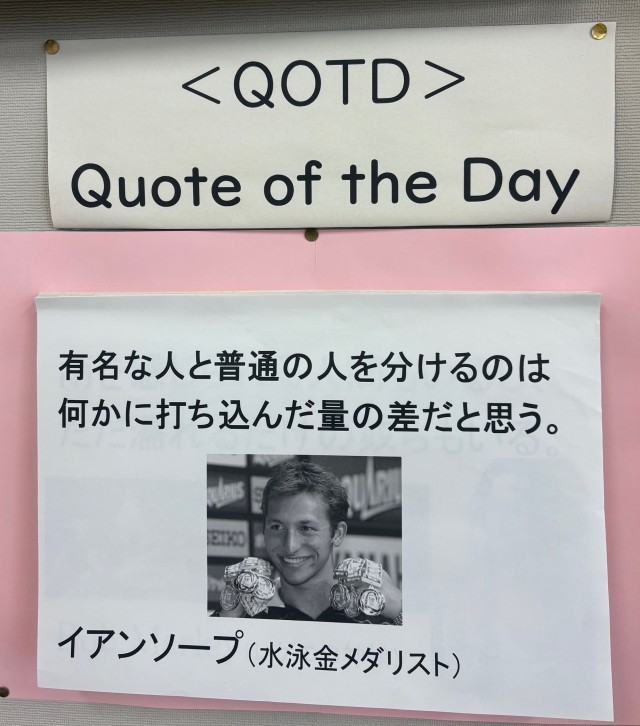 ＜QOTD＞
Quote of the Day
有名な人と普通の人を分けるのは
何かに打ち込んだ量の差だと思う。
SEIKO
イアンソープ（水泳金メダリスト）